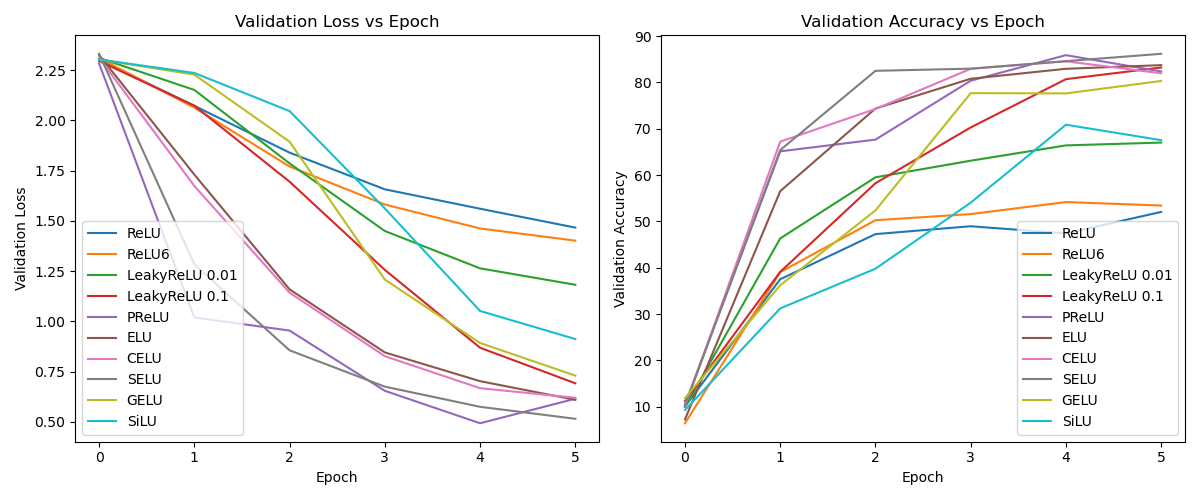 Validation Loss vs Epoch
Validation Loss
2.25
2.00
1.75
1.50
1.25
1.00
0.75
0.50
ReLU
ReLU6
LeakyReLU 0.01
LeakyReLU 0.1
PReLU
ELU
CELU
SELU
GELU
SiLU
0 1 2 3 4 5
Epoch
Validation Accuracy vs Epoch
Validation Accuracy
90
80
70
60
50
40
30
20
10
ReLU
ReLU6
LeakyReLU 0.01
LeakyReLU 0.1
PReLU
ELU
CELU
SELU
GELU
SiLU
0 1 2 3 4 5
Epoch